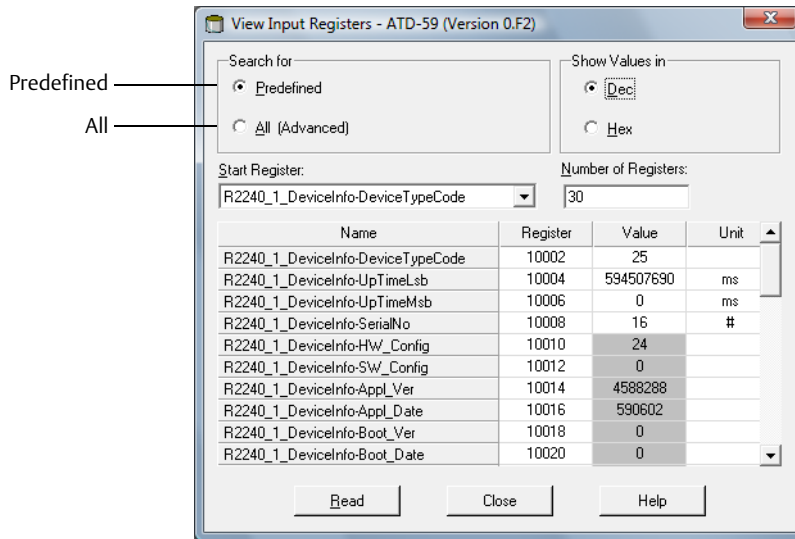 View Input Registers - ATD-59 (Version 0.F2)
Search for
Predefined
All (Advanced)
Show Values in
Dec
Hex
Predefined
All
Start Register:
Number of Registers:
R2240_1_DeviceInfo-DeviceTypeCode
30
Name Register Value Unit
R2240_1_DeviceInfo-DeviceTypeCode 10002 25
R2240_1_DeviceInfo-UpTimeLsb 10004 594507690 ms
R2240_1_DeviceInfo-UpTimeMsb 10006 0 ms
R2240_1_DeviceInfo-SerialNo 10008 16 #
R2240_1_DeviceInfo-HW_Config 10010 24
R2240_1_DeviceInfo-SW_Config 10012 0
R2240_1_DeviceInfo-Appl_Ver 10014 4588288
R2240_1_DeviceInfo-Appl_Date 10016 590602
R2240_1_DeviceInfo-Boot_Ver 10018 0
R2240_1_DeviceInfo-Boot_Date 10020 0
Read Close Help